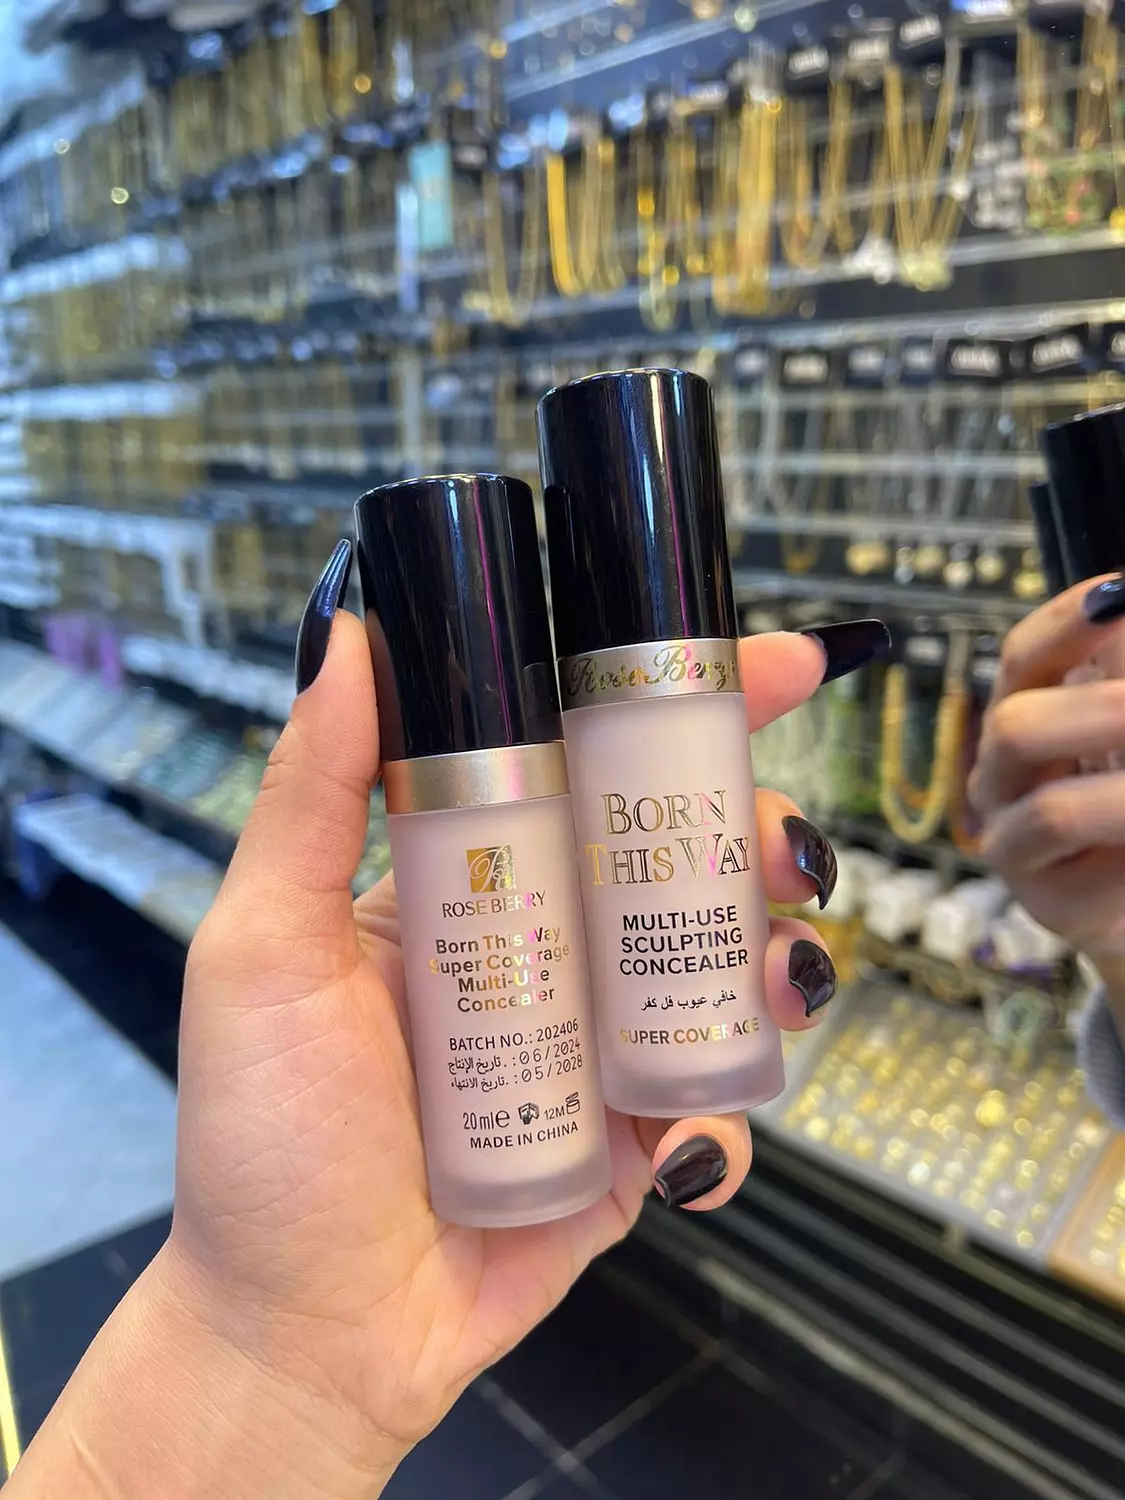 ROSE BERRY
Born This Way
Super Coverage
Multi-Use
Concealer
BATCH NO.: 202406
تاريخ الإنتاج.: 06/2024
تاريخ الانتهاء.: 05/2028
20ml e 12M
MADE IN CHINA
Rose Berry
BORN
THIS WAY
MULTI-USE
SCULPTING
CONCEALER
خافي عيوب فل كفر
SUPER COVERAGE